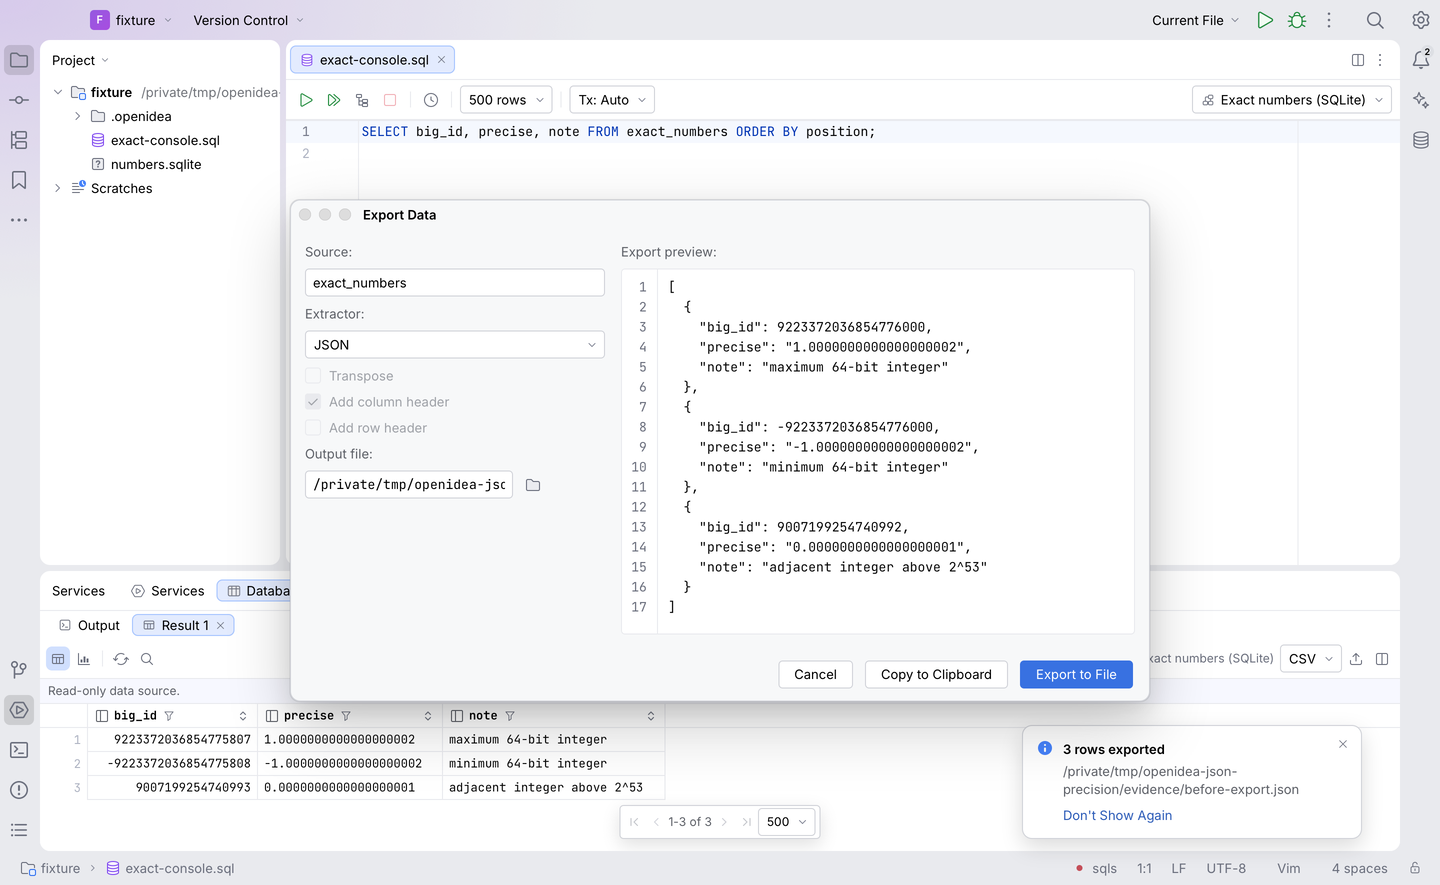 F fixture Version Control Current File
Project
fixture /private/tmp/openidea-
.openidea
exact-console.sql
numbers.sqlite
Scratches
exact-console.sql
500 rows Tx: Auto Exact numbers (SQLite)
1 SELECT big_id, precise, note FROM exact_numbers ORDER BY position;
2
2
Export Data
Source:
exact_numbers
Extractor:
JSON
Transpose
Add column header
Add row header
Output file:
/private/tmp/openidea-jsc
Export preview:
1 [
2 {
3 "big_id": 9223372036854776000,
4 "precise": "1.0000000000000000002",
5 "note": "maximum 64-bit integer"
6 },
7 {
8 "big_id": -9223372036854776000,
9 "precise": "-1.0000000000000000002",
10 "note": "minimum 64-bit integer"
11 },
12 {
13 "big_id": 9007199254740992,
14 "precise": "0.0000000000000000001",
15 "note": "adjacent integer above 2^53"
16 }
17 ]
Cancel Copy to Clipboard Export to File
Services Services Databa
Output Result 1
xact numbers (SQLite) CSV
Read-only data source.
big_id precise note
1 9223372036854775807 1.0000000000000000002 maximum 64-bit integer
2 -9223372036854775808 -1.0000000000000000002 minimum 64-bit integer
3 9007199254740993 0.0000000000000000001 adjacent integer above 2^53
1-3 of 3 500
3 rows exported
/private/tmp/openidea-json-
precision/evidence/before-export.json
Don't Show Again
fixture exact-console.sql sqls 1:1 LF UTF-8 Vim 4 spaces